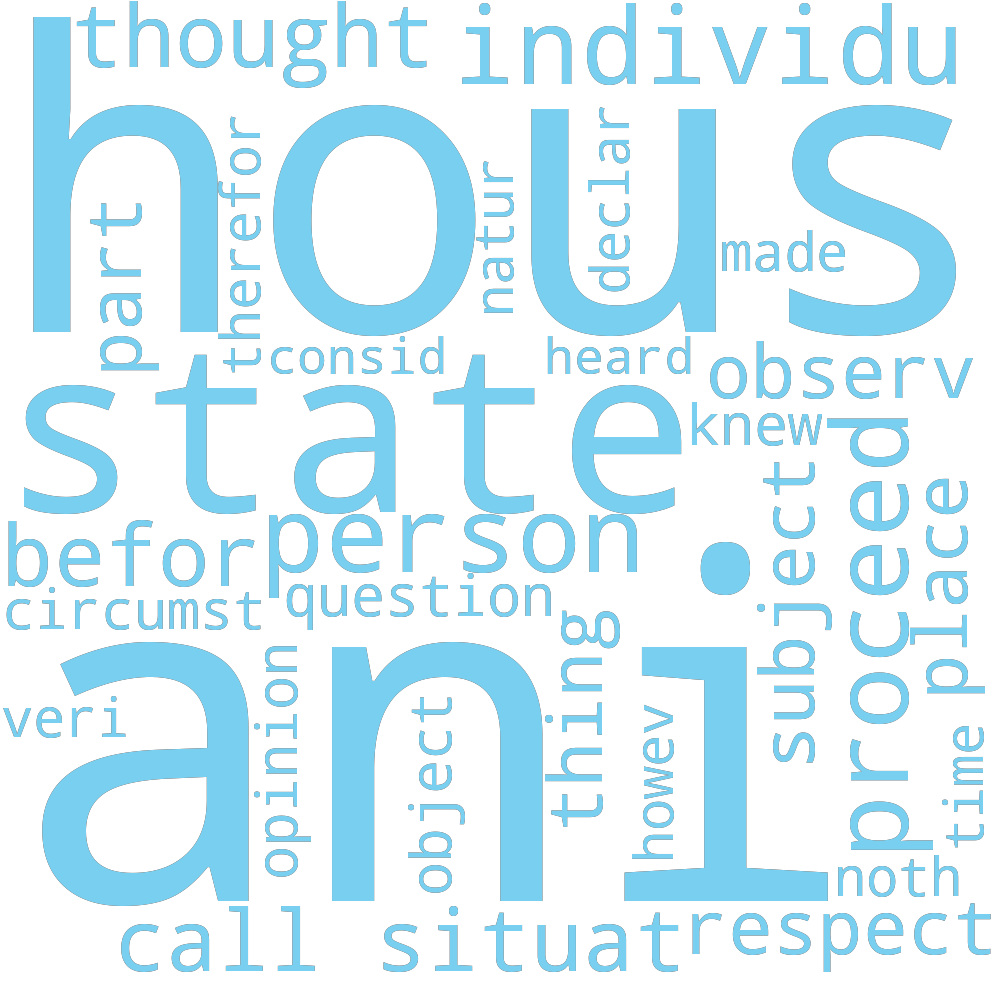 thought
individu
hous
therefor
declar
natur
part
made
consid
heard
observ
state
knew
proceed
subject
place
person
befor
question
circumst
ani
thing
opinion
object
veri
howev
time
noth
call
situat
respect